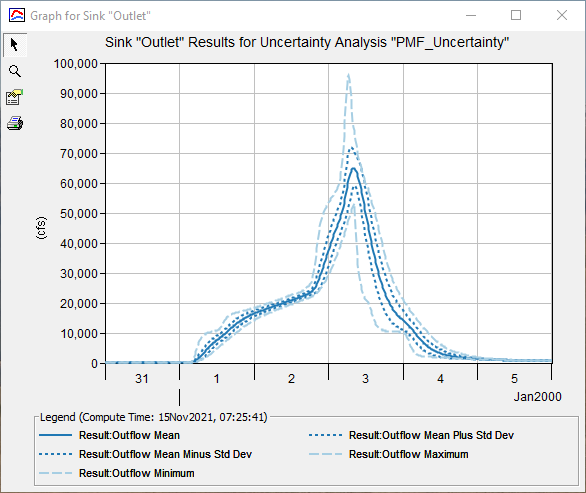 Graph for Sink "Outlet"
Sink "Outlet" Results for Uncertainty Analysis "PMF_Uncertainty"
100,000
90,000
80,000
70,000
60,000
50,000
40,000
30,000
20,000
10,000
0
(cfs)
31 1 2 3 4 5
Jan2000
Legend (Compute Time: 15Nov2021, 07:25:41)
Result:Outflow Mean Result:Outflow Mean Plus Std Dev
Result:Outflow Mean Minus Std Dev Result:Outflow Maximum
Result:Outflow Minimum